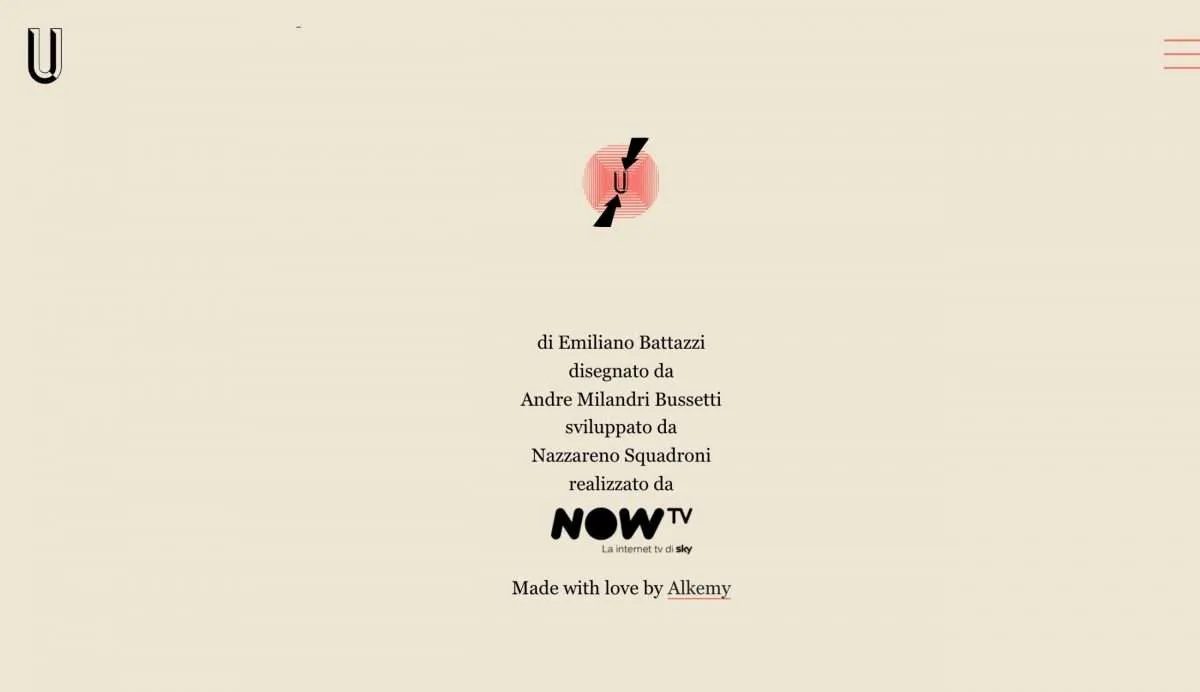 U
U
di Emiliano Battazzi
disegnato da
Andre Milandri Bussetti
sviluppato da
Nazzareno Squadroni
realizzato da
NOW TV
La internet tv di sky
Made with love by Alkemy